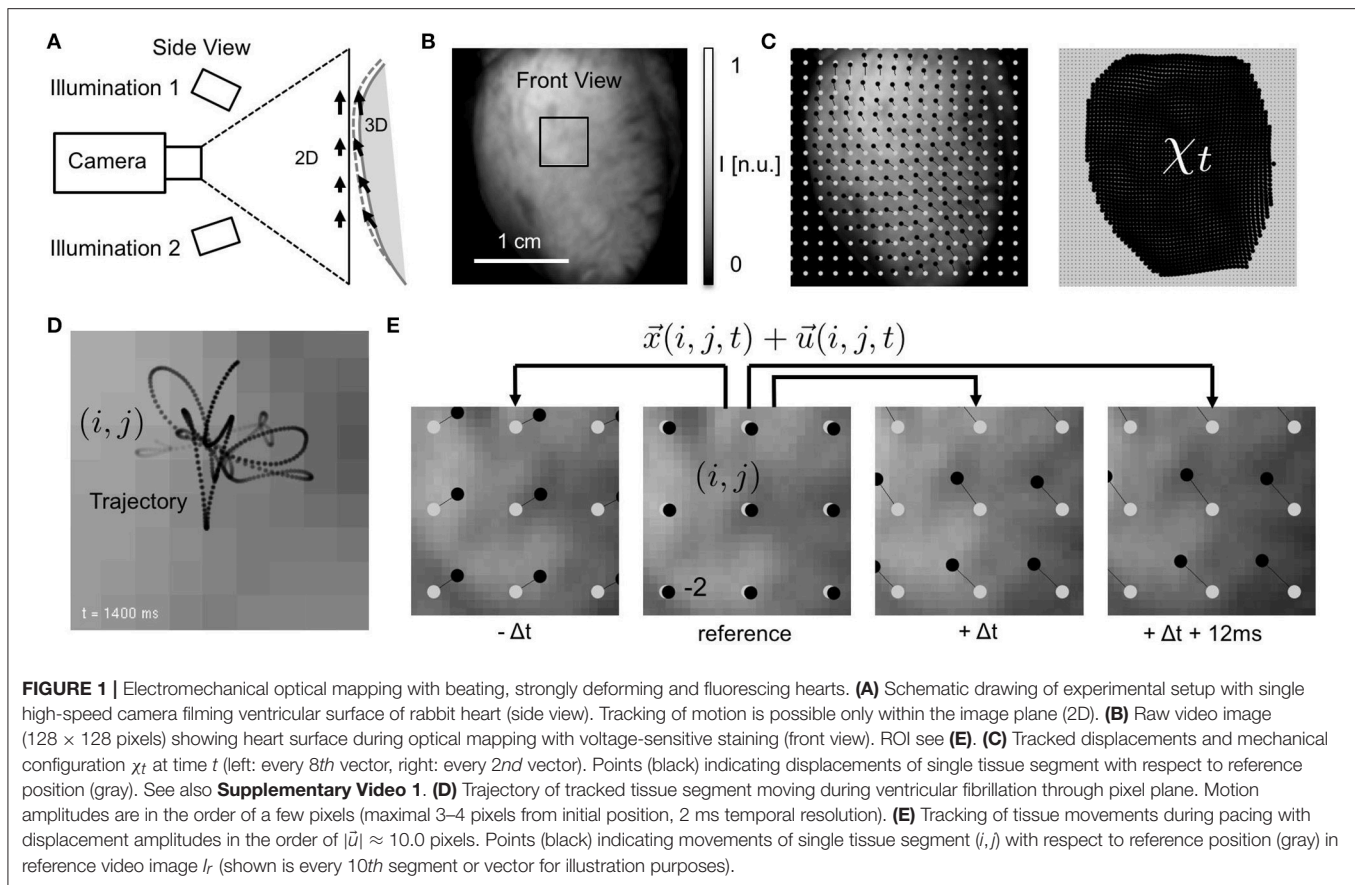 A
Side View
Illumination 1
Camera
2D
3D
Illumination 2
B
Front View
1 cm
1
I [n.u.]
0
C
χt
D
(i, j)
Trajectory
t = 1400 ms
E
x⃗(i, j, t) + u⃗(i, j, t)
(i, j)
-2
- Δt
reference
+ Δt
+ Δt + 12ms
FIGURE 1 | Electromechanical optical mapping with beating, strongly deforming and fluorescing hearts. (A) Schematic drawing of experimental setup with single
high-speed camera filming ventricular surface of rabbit heart (side view). Tracking of motion is possible only within the image plane (2D). (B) Raw video image
(128 × 128 pixels) showing heart surface during optical mapping with voltage-sensitive staining (front view). ROI see (E). (C) Tracked displacements and mechanical
configuration χt at time t (left: every 8th vector, right: every 2nd vector). Points (black) indicating displacements of single tissue segment with respect to reference
position (gray). See also Supplementary Video 1. (D) Trajectory of tracked tissue segment moving during ventricular fibrillation through pixel plane. Motion
amplitudes are in the order of a few pixels (maximal 3–4 pixels from initial position, 2 ms temporal resolution). (E) Tracking of tissue movements during pacing with
displacement amplitudes in the order of |u⃗| ≈ 10.0 pixels. Points (black) indicating movements of single tissue segment (i, j) with respect to reference position (gray) in
reference video image Ir (shown is every 10th segment or vector for illustration purposes).